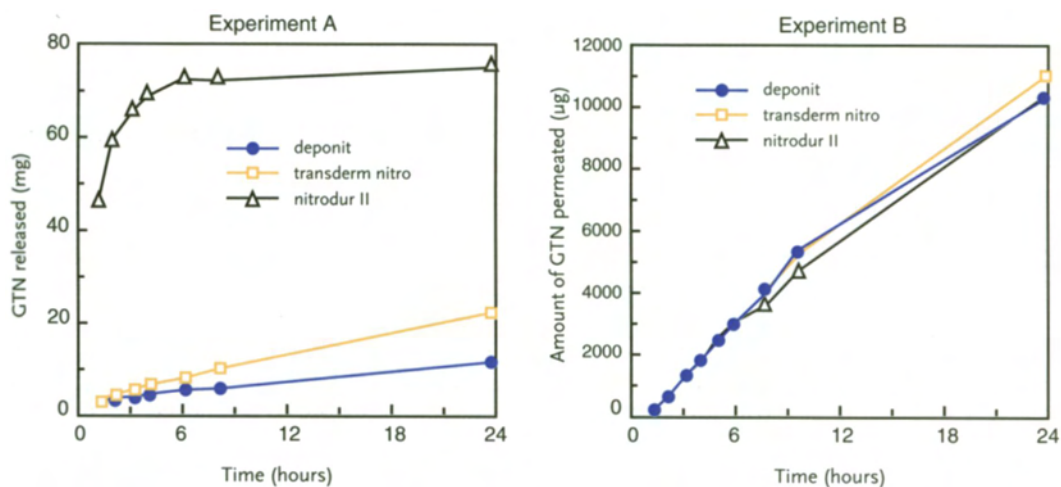 Experiment A
80
60
40
20
0
GTN released (mg)
deponit
transderm nitro
nitrodur II
0 6 12 18 24
Time (hours)
Experiment B
12000
10000
8000
6000
4000
2000
0
Amount of GTN permeated (ug)
deponit
transderm nitro
nitrodur II
0 6 12 18 24
Time (hours)